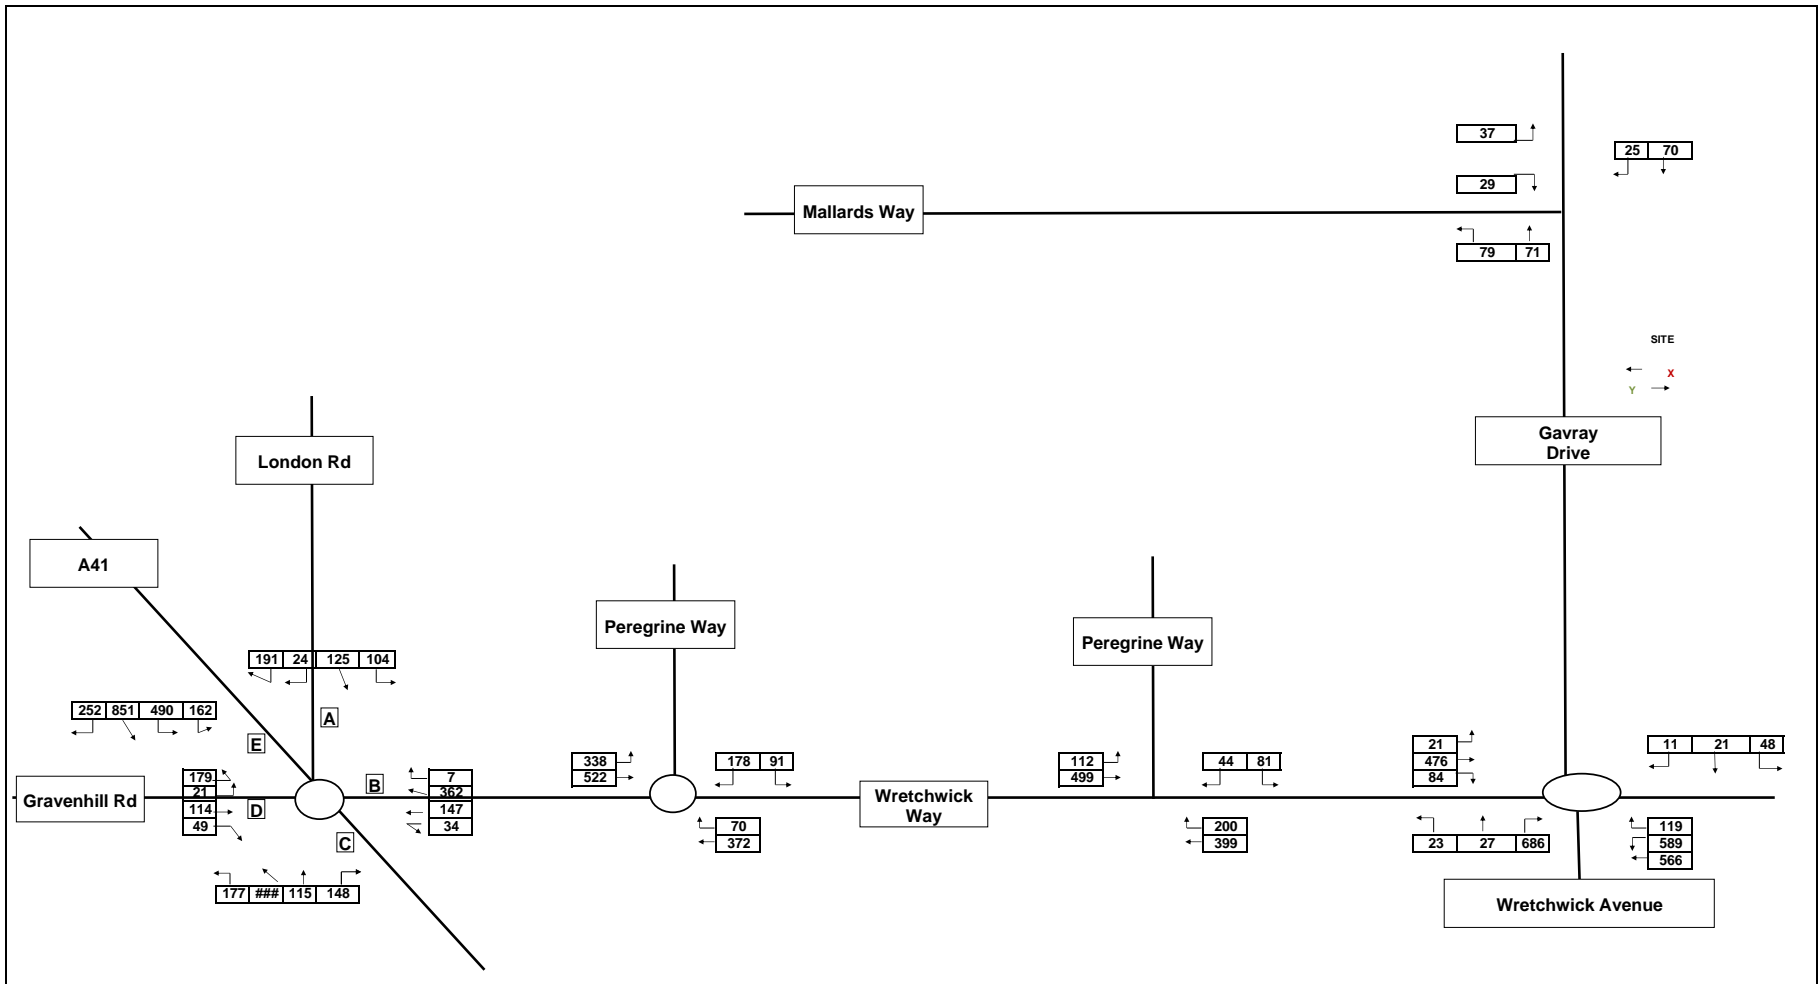 37
25 70
29
Mallards Way
79 71
SITE
X
Y
Gavray
Drive
London Rd
A41
Peregrine Way
Peregrine Way
191 24 125 104
252 851 490 162
A
E
B
D
C
Gravenhill Rd
179
21
114
49
7
362
147
34
177 ### 115 148
338
522
178 91
70
372
Wretchwick
Way
112
499
44 81
200
399
21
476
84
11 21 48
23 27 686
119
589
566
Wretchwick Avenue